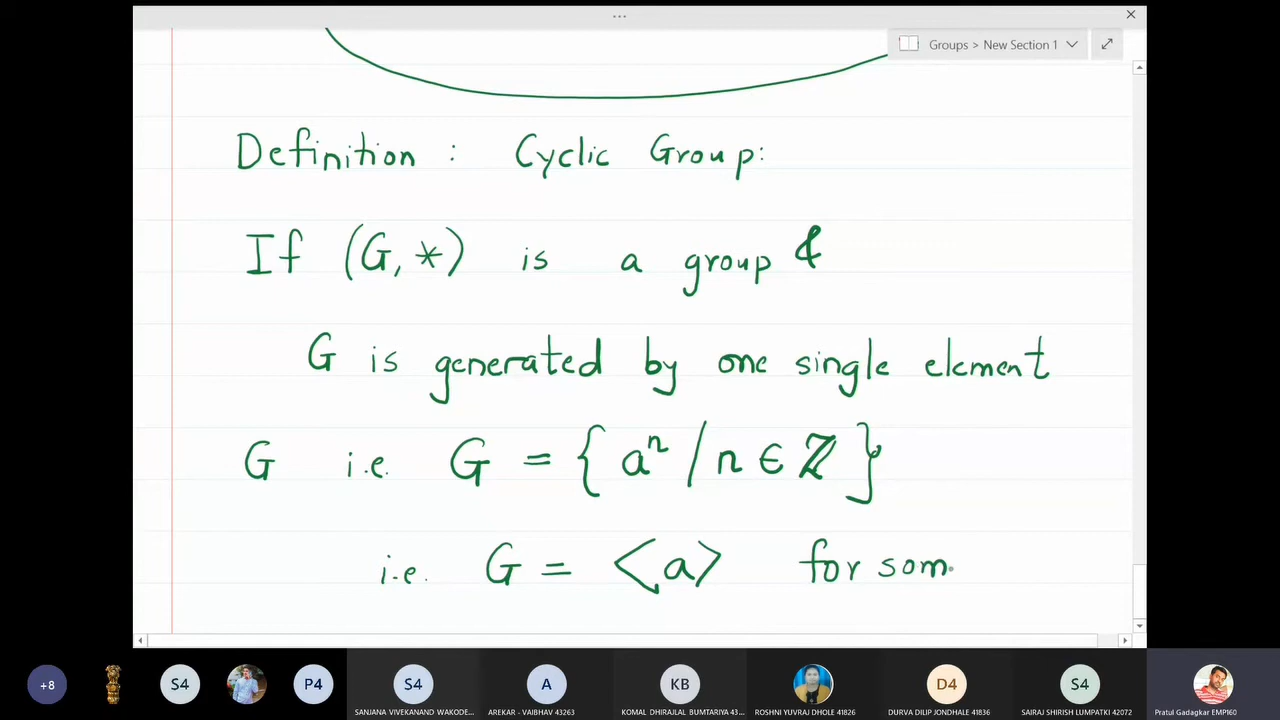 Groups > New Section 1
Definition : Cyclic Group:
If (G, *) is a group &
G is generated by one single element
G i.e. G = { aⁿ / n ∈ ℤ }
i.e. G = <a> for som
+8
S4
P4
S4
A
KB
D4
S4
SANJANA VIVEKANAND WAKODE...
AREKAR - VAIBHAV 43263
KOMAL DHIRAJLAL BUMTARIYA 43...
ROSHNI YUVRAJ DHOLE 41826
DURVA DILIP JONDHALE 41836
SAIRAJ SHIRISH LUMPATKI 42072
Pratul Gadagkar EMP160